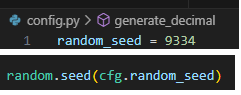 config.py > generate_decimal
1 random_seed = 9334
random.seed(cfg.random_seed)